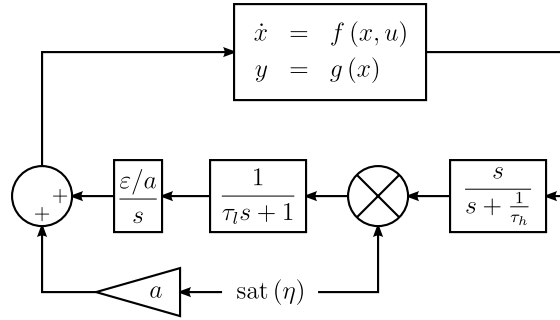 ẋ = f (x, u)
y = g (x)
+
+
ε/a
s
1
τ_l s + 1
s
s + 1/τ_h
a
sat (η)